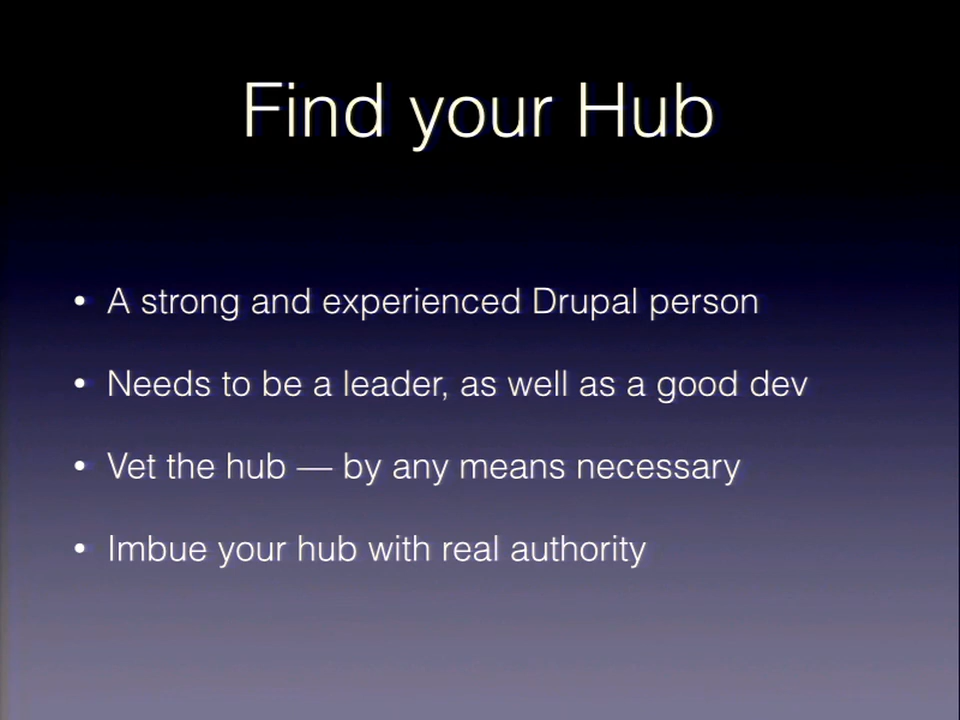 Find your Hub
• A strong and experienced Drupal person
• Needs to be a leader, as well as a good dev
• Vet the hub — by any means necessary
• Imbue your hub with real authority